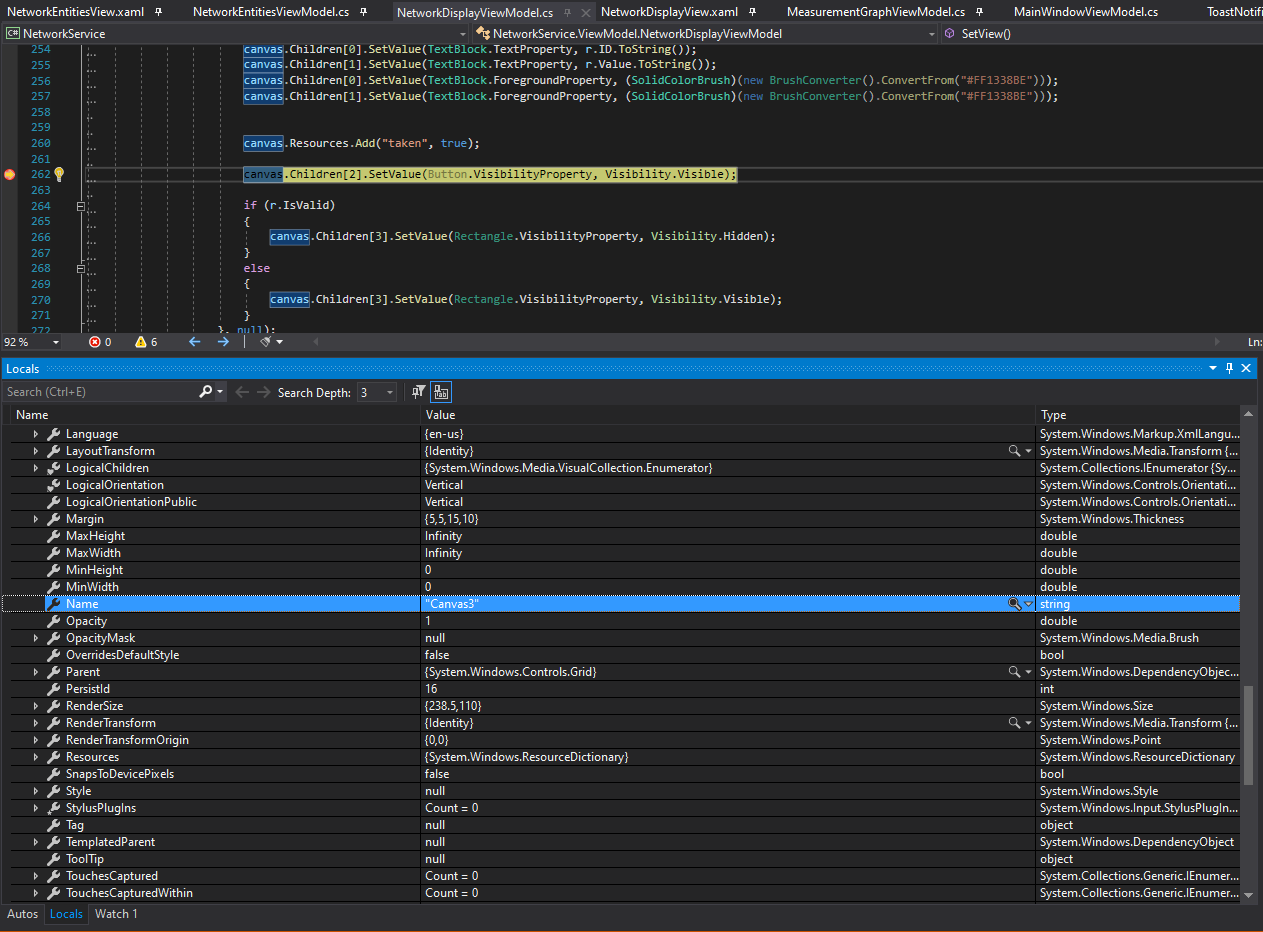 NetworkEntitiesView.xaml NetworkEntitiesViewModel.cs NetworkDisplayViewModel.cs NetworkDisplayView.xaml MeasurementGraphViewModel.cs MainWindowViewModel.cs ToastNotifi
C# NetworkService NetworkService.ViewModel.NetworkDisplayViewModel SetView()
254 canvas.Children[0].SetValue(TextBlock.TextProperty, r.ID.ToString());
255 canvas.Children[1].SetValue(TextBlock.TextProperty, r.Value.ToString());
256 canvas.Children[0].SetValue(TextBlock.ForegroundProperty, (SolidColorBrush)(new BrushConverter().ConvertFrom("#FF1338BE")));
257 canvas.Children[1].SetValue(TextBlock.ForegroundProperty, (SolidColorBrush)(new BrushConverter().ConvertFrom("#FF1338BE")));
258
259
260 canvas.Resources.Add("taken", true);
261
262 canvas.Children[2].SetValue(Button.VisibilityProperty, Visibility.Visible);
263
264 if (r.IsValid)
265 {
266 canvas.Children[3].SetValue(Rectangle.VisibilityProperty, Visibility.Hidden);
267 }
268 else
269 {
270 canvas.Children[3].SetValue(Rectangle.VisibilityProperty, Visibility.Visible);
271 }
272 }, null);
92 % 0 6 Ln:
Locals
Search (Ctrl+E) Search Depth: 3
Name Value Type
Language {en-us} System.Windows.Markup.XmlLangu...
LayoutTransform {Identity} System.Windows.Media.Transform {...
LogicalChildren {System.Windows.Media.VisualCollection.Enumerator} System.Collections.IEnumerator {Sy...
LogicalOrientation Vertical System.Windows.Controls.Orientati...
LogicalOrientationPublic Vertical System.Windows.Controls.Orientati...
Margin {5,5,15,10} System.Windows.Thickness
MaxHeight Infinity double
MaxWidth Infinity double
MinHeight 0 double
MinWidth 0 double
Name "Canvas3" string
Opacity 1 double
OpacityMask null System.Windows.Media.Brush
OverridesDefaultStyle false bool
Parent {System.Windows.Controls.Grid} System.Windows.DependencyObjec...
PersistId 16 int
RenderSize {238.5,110} System.Windows.Size
RenderTransform {Identity} System.Windows.Media.Transform {...
RenderTransformOrigin {0,0} System.Windows.Point
Resources {System.Windows.ResourceDictionary} System.Windows.ResourceDictionary
SnapsToDevicePixels false bool
Style null System.Windows.Style
StylusPlugIns Count = 0 System.Windows.Input.StylusPlugIn...
Tag null object
TemplatedParent null System.Windows.DependencyObject
ToolTip null object
TouchesCaptured Count = 0 System.Collections.Generic.IEnumer...
TouchesCapturedWithin Count = 0 System.Collections.Generic.IEnumer...
Autos Locals Watch 1